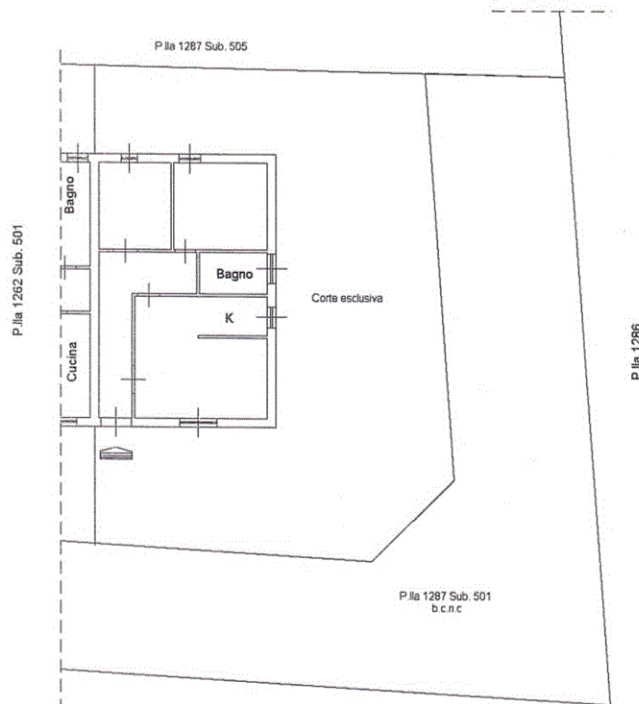 P.lla 1287 Sub. 505
Bagno
P.lla 1262 Sub. 501
Bagno
Corte esclusiva
K
Cucina
P.lla 1286
P.lla 1287 Sub. 501
b.c.n.c